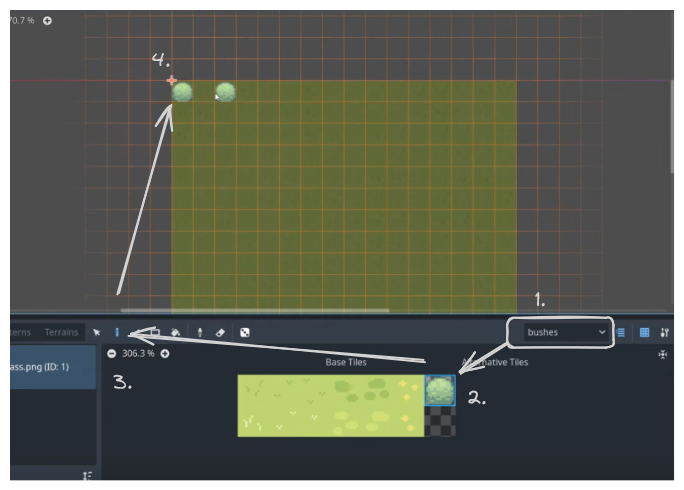 70.7 %
4.
1.
terns Terrains
bushes
ass.png (ID: 1)
306.3 %
Base Tiles
native Tiles
3.
2.